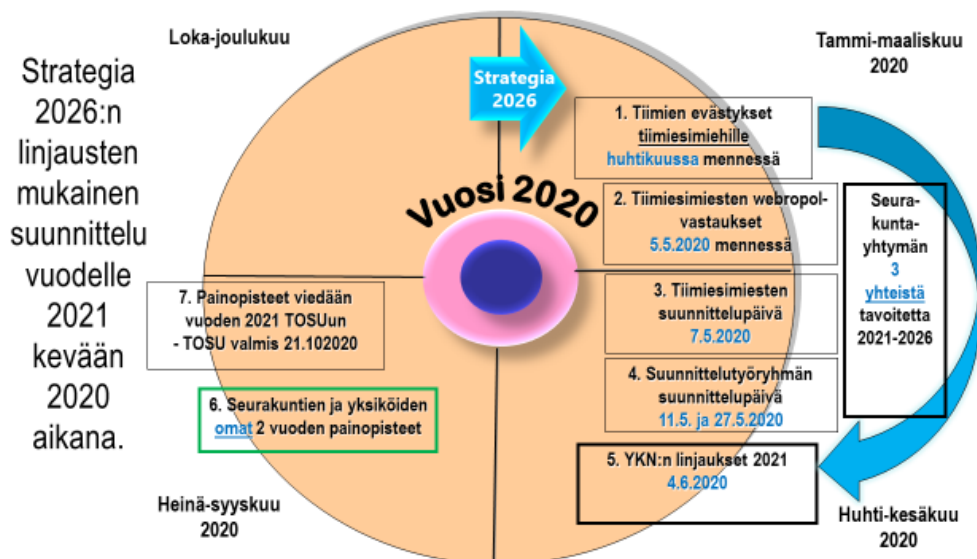 Strategia
2026:n
linjausten
mukainen
suunnittelu
vuodelle
2021
kevään
2020
aikana.
Loka-joulukuu
Tammi-maaliskuu
2020
Strategia
2026
Vuosi 2020
1. Tiimien evästykset
tiimiesimiehille
huhtikuussa mennessä
2. Tiimiesimiesten webropol-
vastaukset
5.5.2020 mennessä
3. Tiimiesimiesten
suunnittelupäivä
7.5.2020
4. Suunnittelutyöryhmän
suunnittelupäivä
11.5. ja 27.5.2020
5. YKN:n linjaukset 2021
4.6.2020
Seura-
kunta-
yhtymän
3
yhteistä
tavoitetta
2021-2026
7. Painopisteet viedään
vuoden 2021 TOSUun
- TOSU valmis 21.102020
6. Seurakuntien ja yksiköiden
omat 2 vuoden painopisteet
Heinä-syyskuu
2020
Huhti-kesäkuu
2020